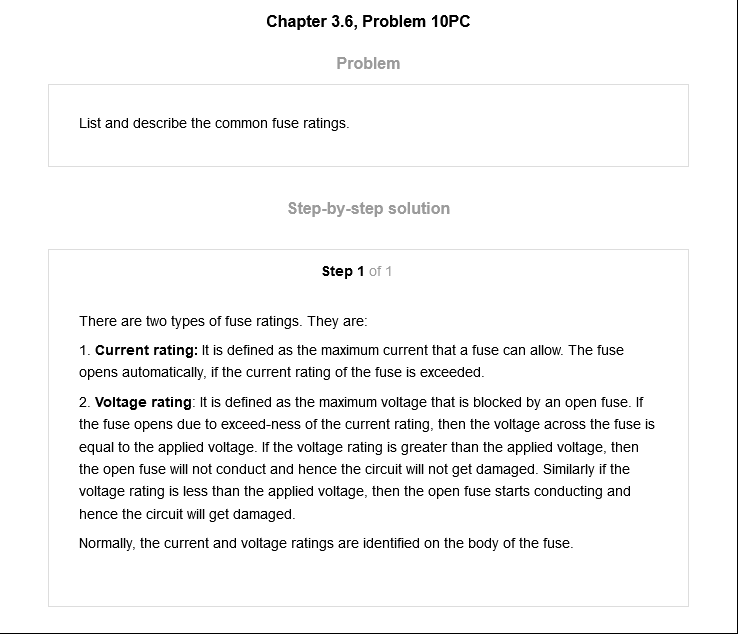 Chapter 3.6, Problem 10PC
Problem
List and describe the common fuse ratings.
Step-by-step solution
Step 1 of 1
There are two types of fuse ratings. They are:
1. Current rating: It is defined as the maximum current that a fuse can allow. The fuse
opens automatically, if the current rating of the fuse is exceeded.
2. Voltage rating: It is defined as the maximum voltage that is blocked by an open fuse. If
the fuse opens due to exceed-ness of the current rating, then the voltage across the fuse is
equal to the applied voltage. If the voltage rating is greater than the applied voltage, then
the open fuse will not conduct and hence the circuit will not get damaged. Similarly if the
voltage rating is less than the applied voltage, then the open fuse starts conducting and
hence the circuit will get damaged.
Normally, the current and voltage ratings are identified on the body of the fuse.